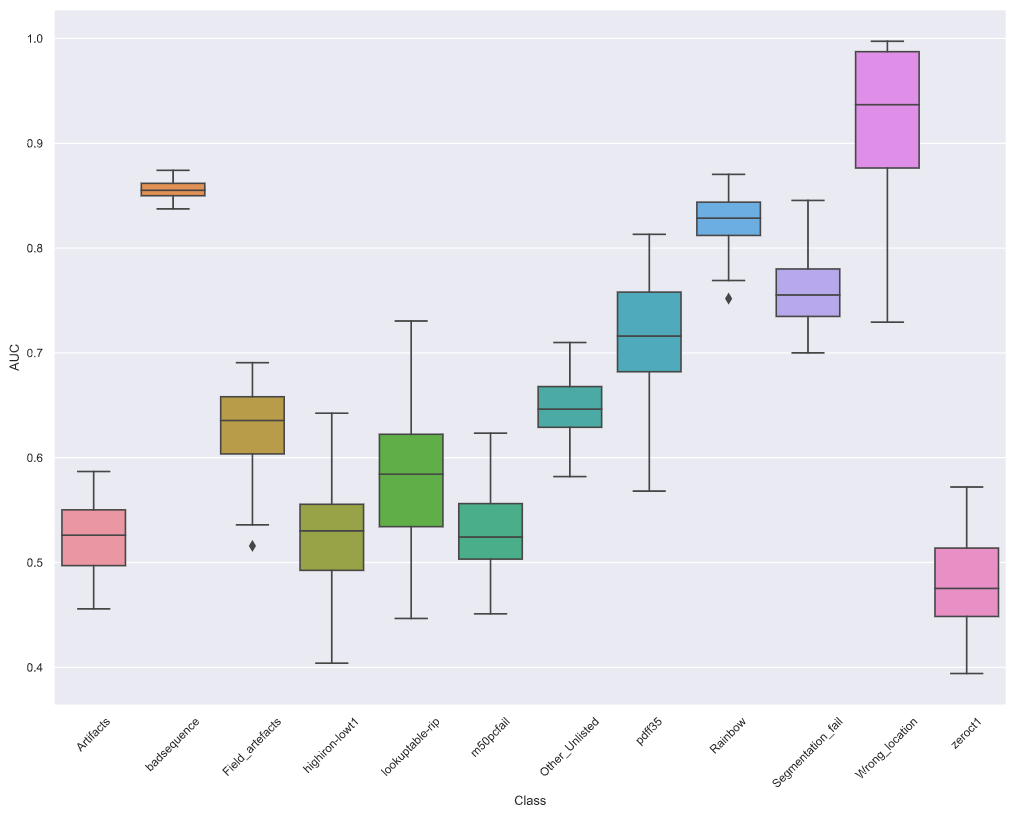 1.0
0.9
0.8
0.7
0.6
0.5
0.4
AUC
Artifacts
badsequence
Field_artefacts
highiron-lowt1
lookuptable-rip
m50pcfail
Other_Unlisted
pdff35
Rainbow
Segmentation_fail
Wrong_location
zeroct1
Class